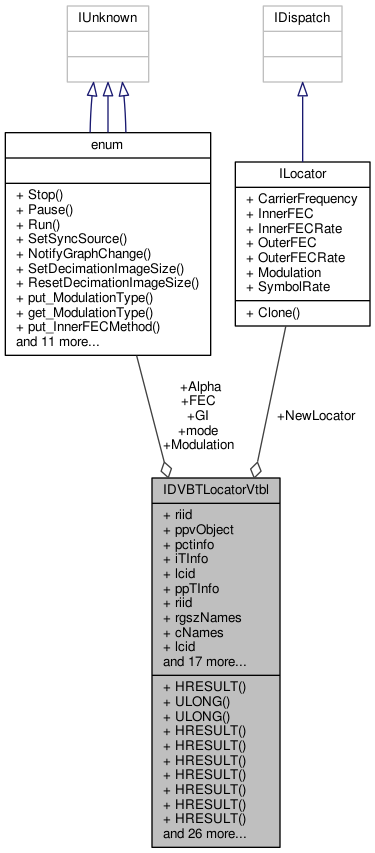 IUnknown
IDispatch
enum
+ Stop()
+ Pause()
+ Run()
+ SetSyncSource()
+ NotifyGraphChange()
+ SetDecimationImageSize()
+ ResetDecimationImageSize()
+ put_ModulationType()
+ get_ModulationType()
+ put_InnerFECMethod()
and 11 more...
ILocator
+ CarrierFrequency
+ InnerFEC
+ InnerFECRate
+ OuterFEC
+ OuterFECRate
+ Modulation
+ SymbolRate
+ Clone()
+Alpha
+FEC
+GI
+mode
+Modulation
+NewLocator
IDVBTLocatorVtbl
+ riid
+ ppvObject
+ pctinfo
+ iTInfo
+ lcid
+ ppTInfo
+ riid
+ rgszNames
+ cNames
+ lcid
and 17 more...
+ HRESULT()
+ ULONG()
+ ULONG()
+ HRESULT()
+ HRESULT()
+ HRESULT()
+ HRESULT()
+ HRESULT()
+ HRESULT()
+ HRESULT()
and 26 more...